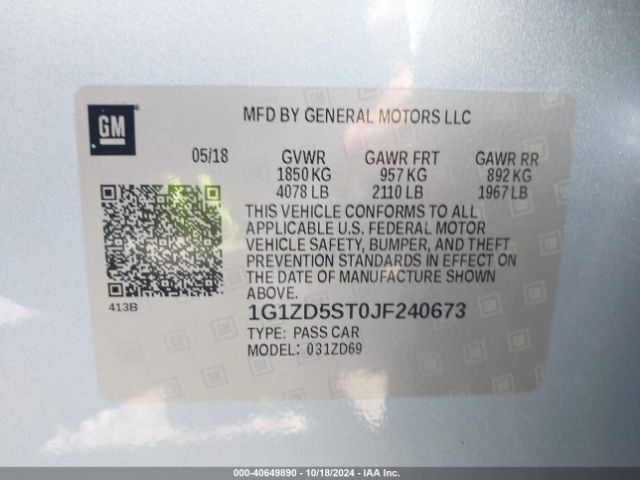 GM
MFD BY GENERAL MOTORS LLC
05/18 GVWR GAWR FRT GAWR RR
1850 KG 957 KG 892 KG
4078 LB 2110 LB 1967 LB
THIS VEHICLE CONFORMS TO ALL
APPLICABLE U.S. FEDERAL MOTOR
VEHICLE SAFETY, BUMPER, AND THEFT
PREVENTION STANDARDS IN EFFECT ON
THE DATE OF MANUFACTURE SHOWN
ABOVE.
413B
1G1ZD5ST0JF240673
TYPE: PASS CAR
MODEL: 031ZD69
000-40649890 - 10/18/2024 - IAA Inc.